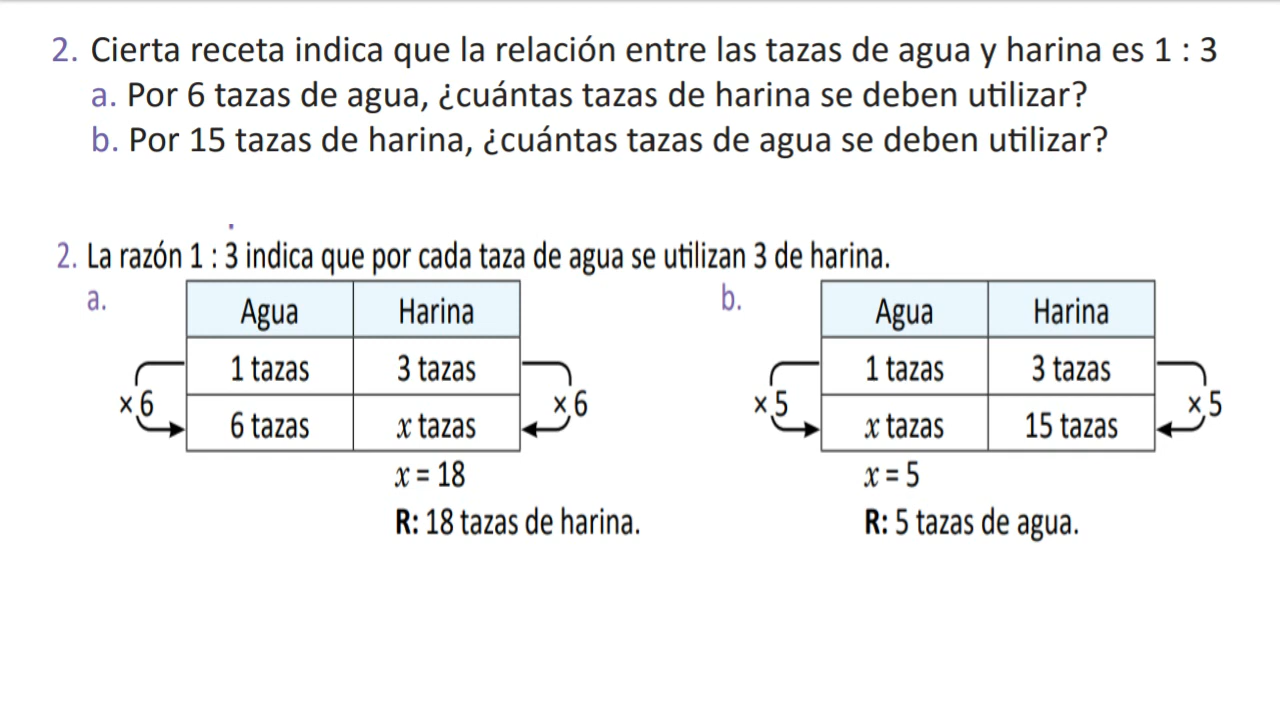 2. Cierta receta indica que la relación entre las tazas de agua y harina es 1 : 3
a. Por 6 tazas de agua, ¿cuántas tazas de harina se deben utilizar?
b. Por 15 tazas de harina, ¿cuántas tazas de agua se deben utilizar?
2. La razón 1 : 3 indica que por cada taza de agua se utilizan 3 de harina.
a.
Agua Harina
1 tazas 3 tazas
×6 ×6
6 tazas x tazas
x = 18
R: 18 tazas de harina.
b.
Agua Harina
1 tazas 3 tazas
×5 ×5
x tazas 15 tazas
x = 5
R: 5 tazas de agua.